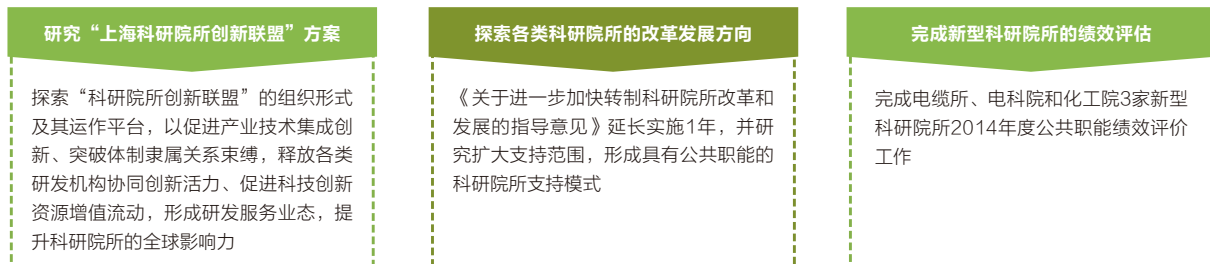 研究“上海科研院所创新联盟”方案
探索“科研院所创新联盟”的组织形式
及其运作平台，以促进产业技术集成创
新、突破体制隶属关系束缚，释放各类
研发机构协同创新活力、促进科技创新
资源增值流动，形成研发服务业态，提
升科研院所的全球影响力
探索各类科研院所的改革发展方向
《关于进一步加快转制科研院所改革和
发展的指导意见》延长实施1年，并研
究扩大支持范围，形成具有公共职能的
科研院所支持模式
完成新型科研院所的绩效评估
完成电缆所、电科院和化工院3家新型
科研院所2014年度公共职能绩效评价
工作